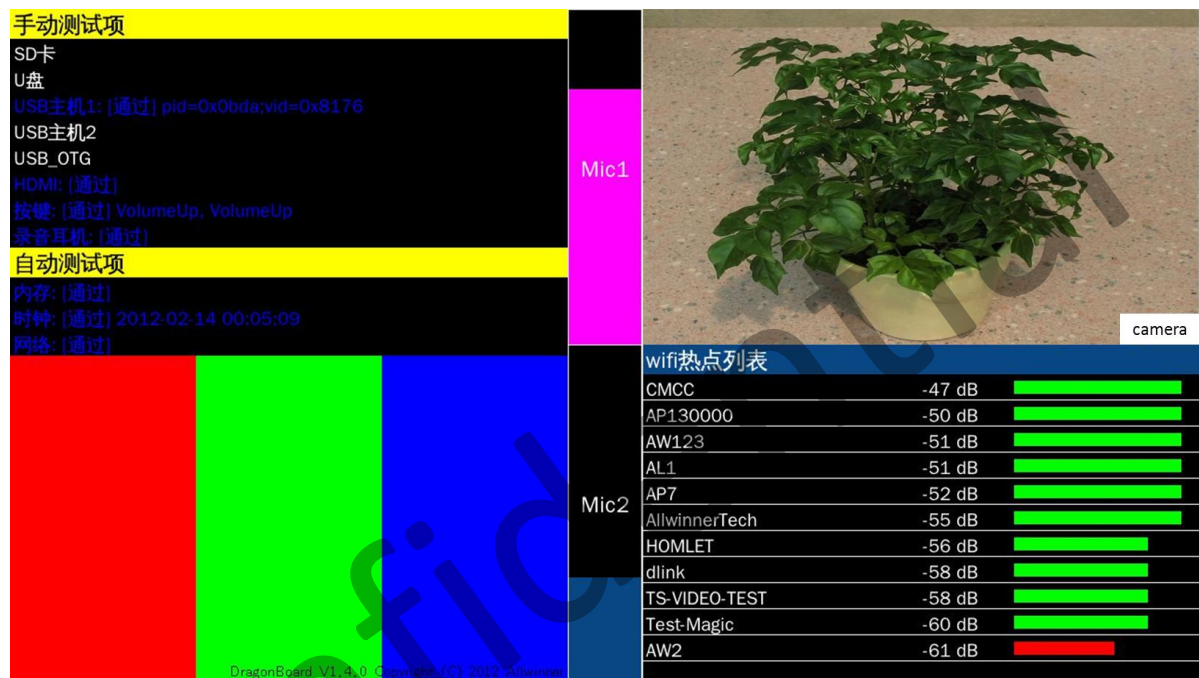 手动测试项
SD卡
U盘
USB主机1: [通过] pid=0x0bda;vid=0x8176
USB主机2
USB_OTG
HDMI: [通过]
按键: [通过] VolumeUp, VolumeUp
录音耳机: [通过]
自动测试项
内存: [通过]
时钟: [通过] 2012-02-14 00:05:09
网络: [通过]
DragonBoard V1.4.0 Copyright (C) 2012 Allwinner
Mic1
Mic2
camera
wifi热点列表
CMCC -47 dB
AP130000 -50 dB
AW123 -51 dB
AL1 -51 dB
AP7 -52 dB
AllwinnerTech -55 dB
HOMLET -56 dB
dlink -58 dB
TS-VIDEO-TEST -58 dB
Test-Magic -60 dB
AW2 -61 dB